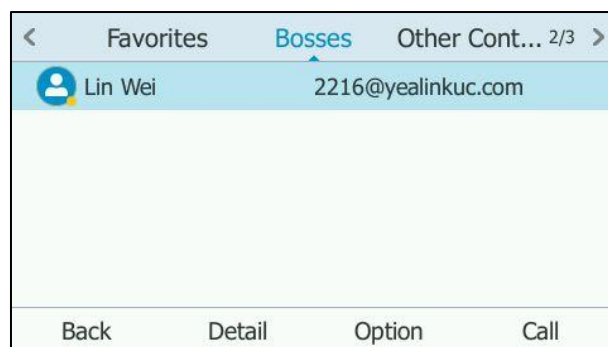 < Favorites Bosses Other Cont... 2/3 >
Lin Wei 2216@yealinkuc.com
Back Detail Option Call